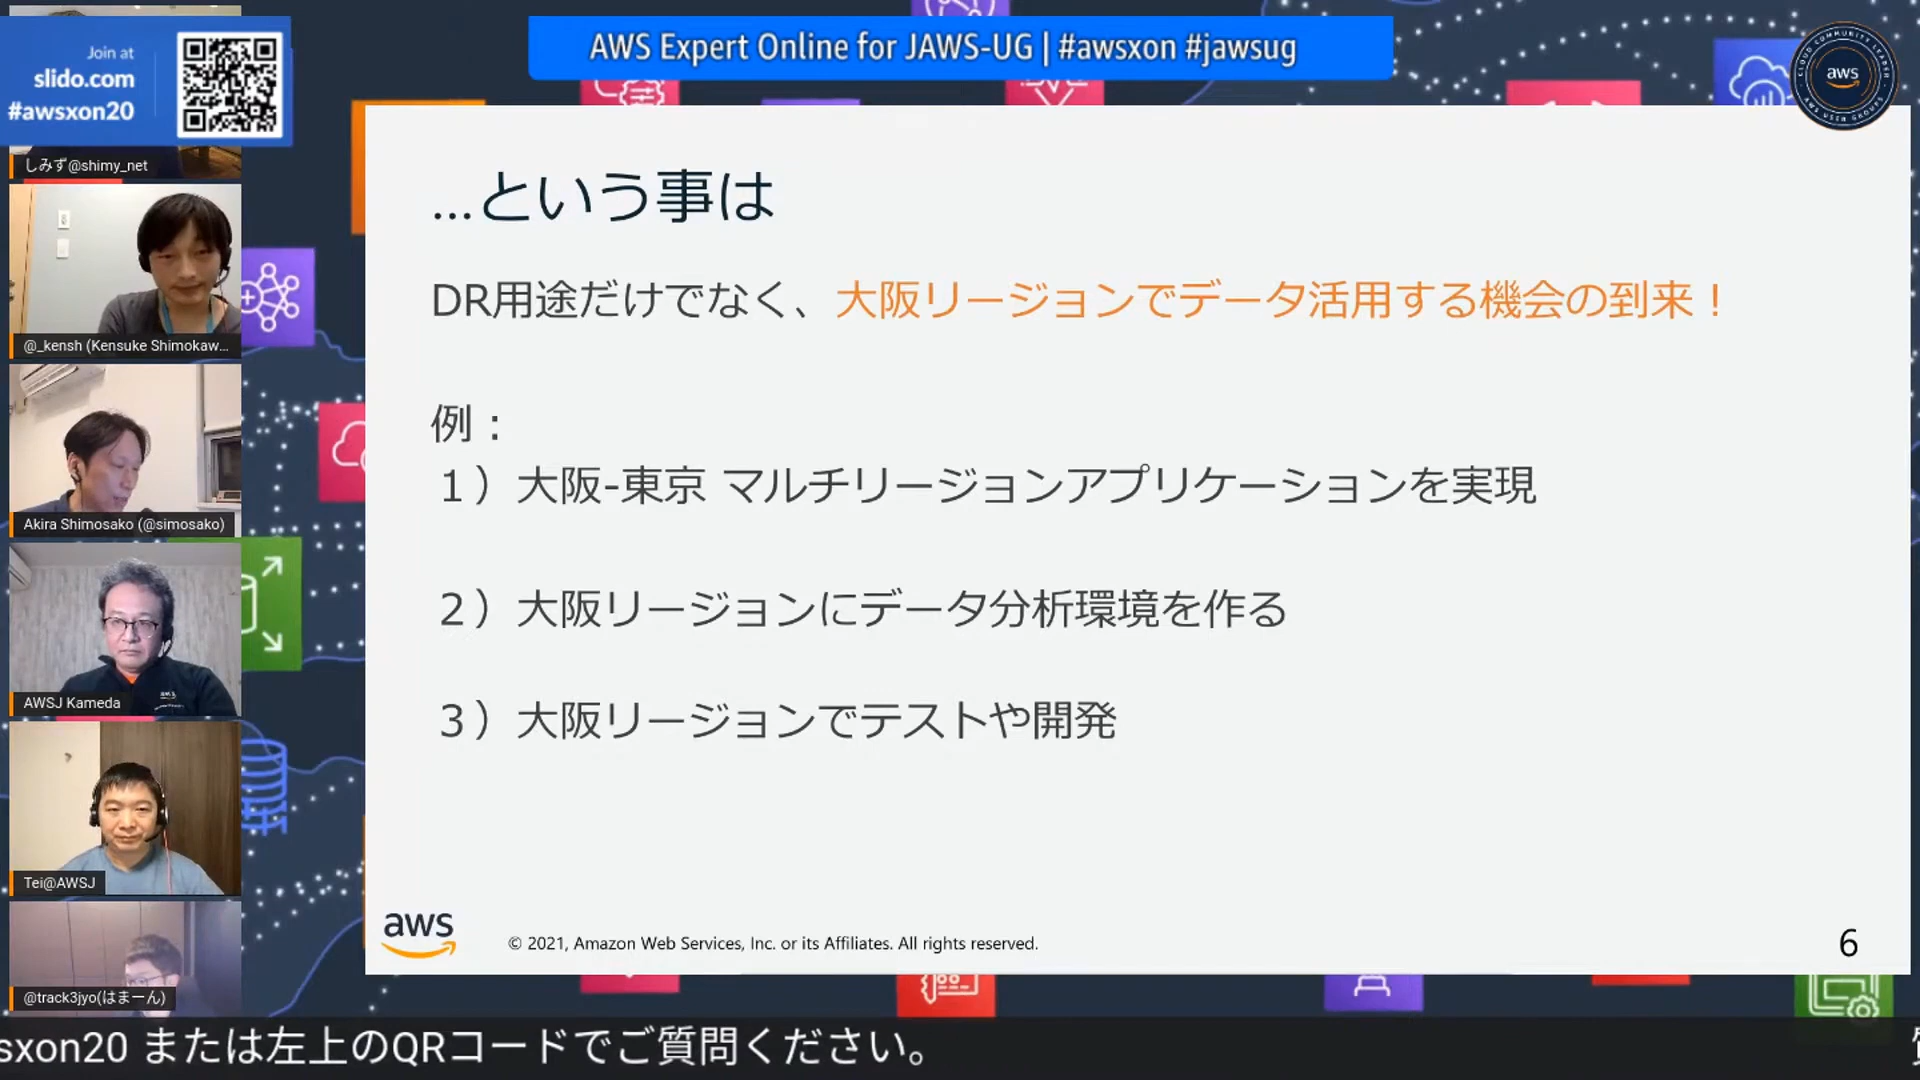 AWS Expert Online for JAWS-UG | #awsxon #jawsug
Join at
slido.com
#awsxon20
aws
しみず@shimy_net
@_kensh (Kensuke Shimokaw...
Akira Shimosako (@simosako)
AWSJ Kameda
Tei@AWSJ
@track3jyo(はまーん)
...という事は
DR用途だけでなく、大阪リージョンでデータ活用する機会の到来！
例：
１）大阪-東京 マルチリージョンアプリケーションを実現
２）大阪リージョンにデータ分析環境を作る
３）大阪リージョンでテストや開発
aws
© 2021, Amazon Web Services, Inc. or its Affiliates. All rights reserved.
6
sxon20 または左上のQRコードでご質問ください。